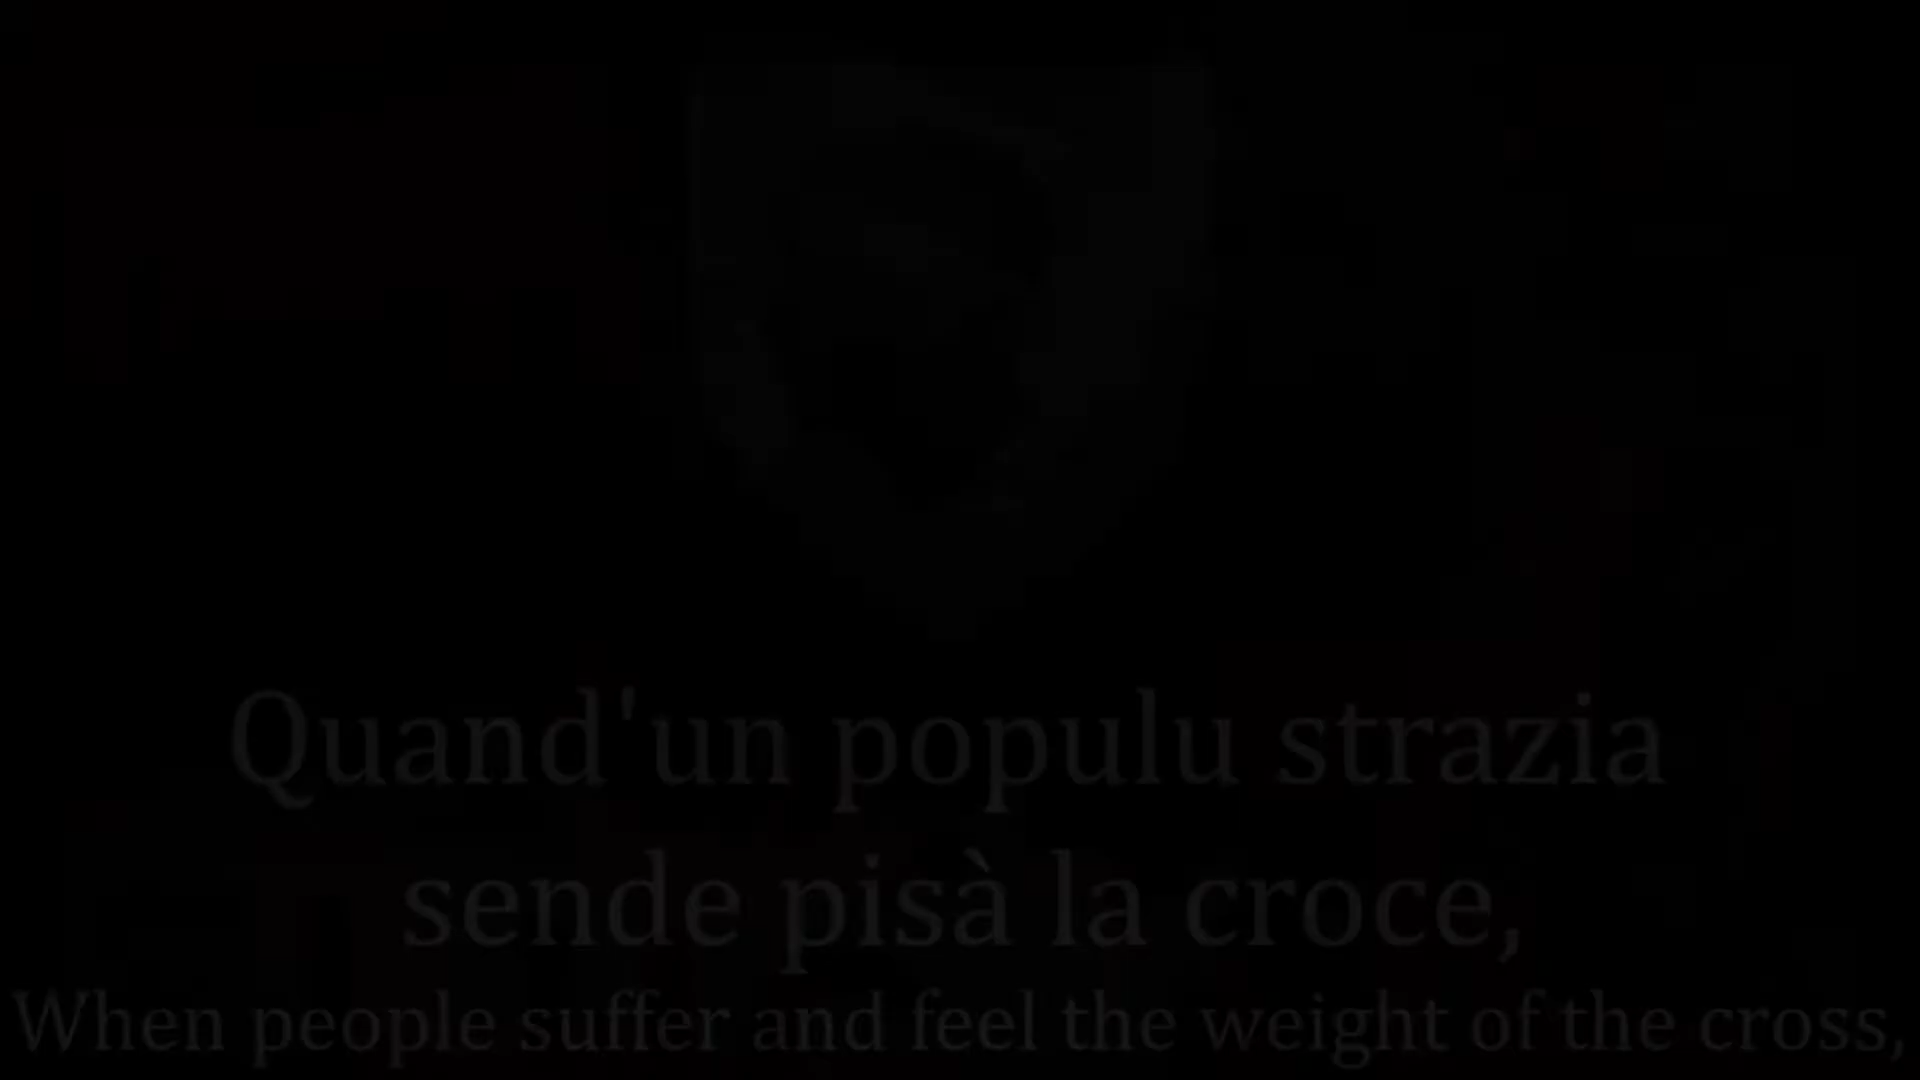 Quand'un populu strazia
sende pisà la croce,
When people suffer and feel the weight of the cross,